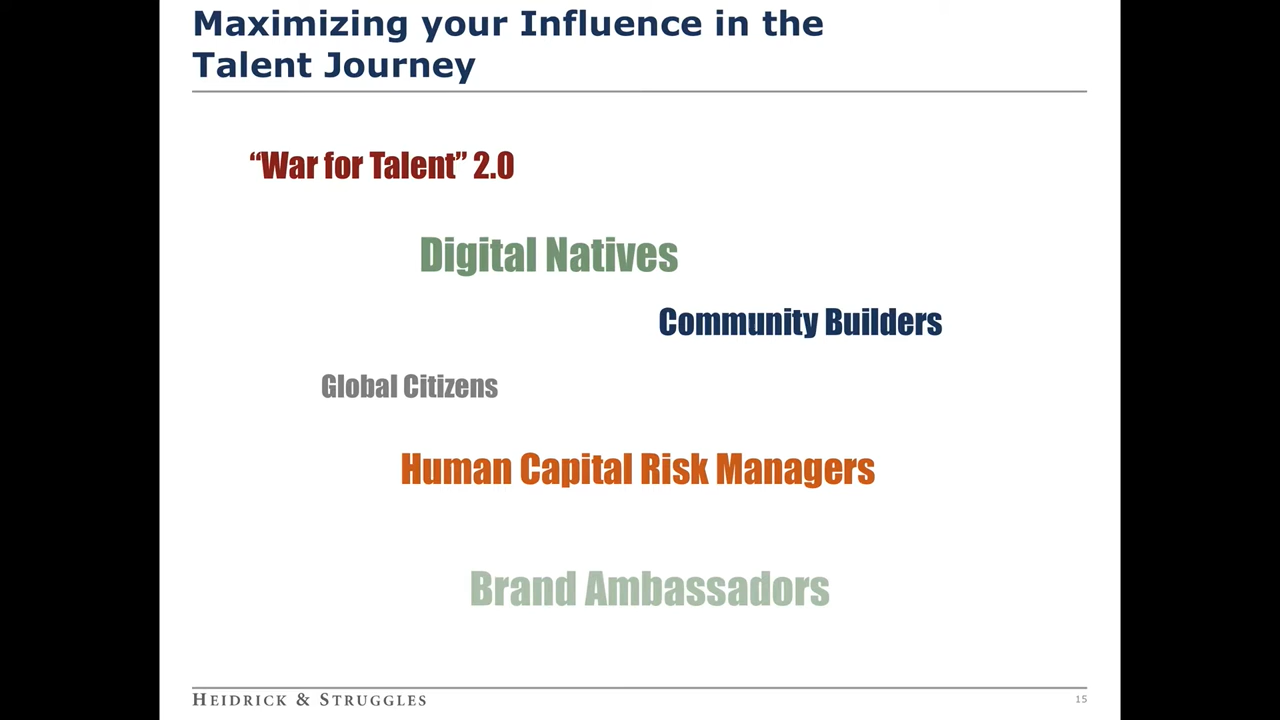 Maximizing your Influence in the
Talent Journey
“War for Talent” 2.0
Digital Natives
Community Builders
Global Citizens
Human Capital Risk Managers
Brand Ambassadors
HEIDRICK & STRUGGLES
15